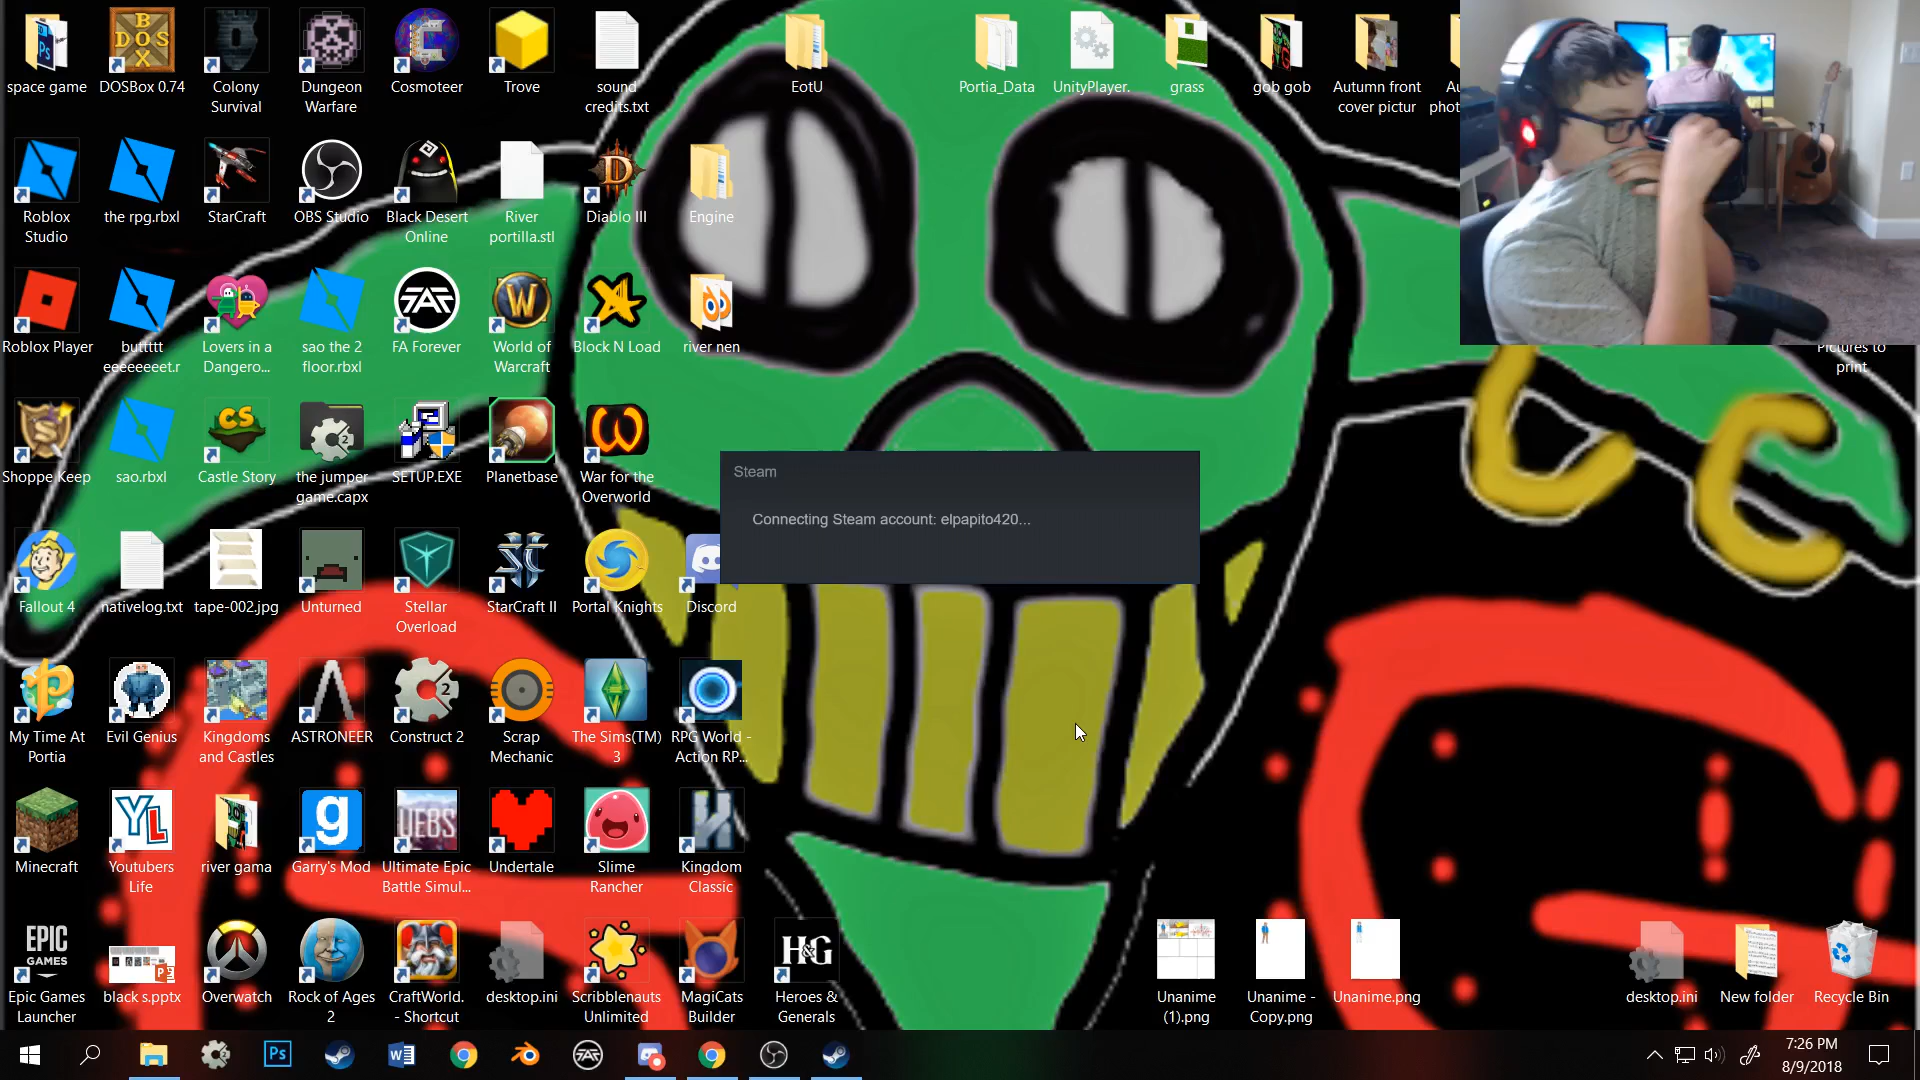 space game
DOSBox 0.74
Colony
Survival
Dungeon
Warfare
Cosmoteer
Trove
sound
credits.txt
EotU
Portia_Data
UnityPlayer.
grass
gob gob
Autumn front
cover pictur
Au
phot
Roblox
Studio
the rpg.rbxl
StarCraft
OBS Studio
Black Desert
Online
River
portilla.stl
Diablo III
Engine
Roblox Player
buttttt
eeeeeeeet.r
Lovers in a
Dangero...
sao the 2
floor.rbxl
FA Forever
World of
Warcraft
Block N Load
river nen
Pictures to
print
Shoppe Keep
sao.rbxl
Castle Story
the jumper
game.capx
SETUP.EXE
Planetbase
War for the
Overworld
Steam
Connecting Steam account: elpapito420...
Fallout 4
nativelog.txt
tape-002.jpg
Unturned
Stellar
Overload
StarCraft II
Portal Knights
Discord
My Time At
Portia
Evil Genius
Kingdoms
and Castles
ASTRONEER
Construct 2
Scrap
Mechanic
The Sims(TM)
3
RPG World -
Action RP...
Minecraft
Youtubers
Life
river gama
Garry's Mod
Ultimate Epic
Battle Simul...
Undertale
Slime
Rancher
Kingdom
Classic
Epic Games
Launcher
black s.pptx
Overwatch
Rock of Ages
2
CraftWorld.
- Shortcut
desktop.ini
Scribblenauts
Unlimited
MagiCats
Builder
Heroes &
Generals
Unanime
(1).png
Unanime -
Copy.png
Unanime.png
desktop.ini
New folder
Recycle Bin
7:26 PM
8/9/2018